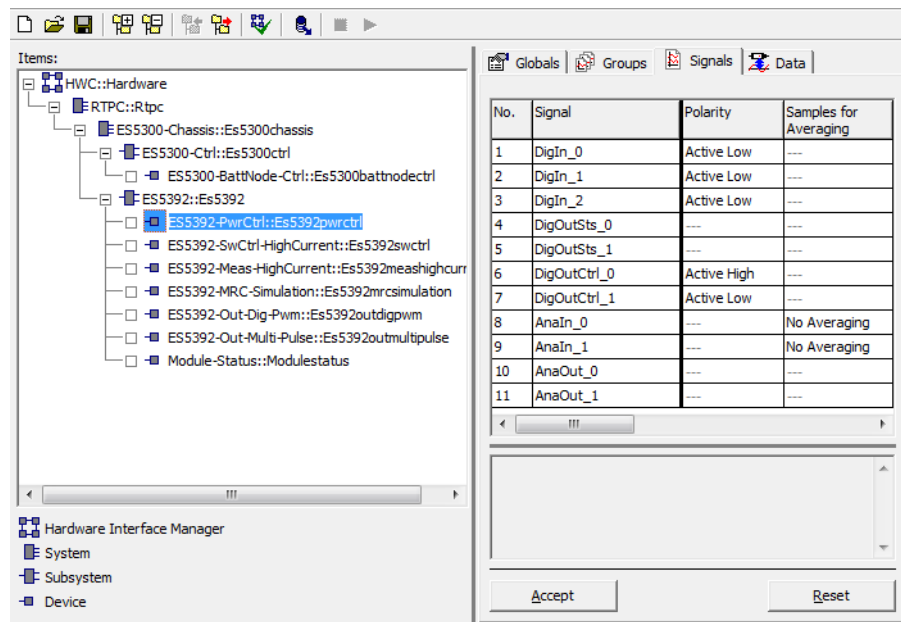 Items:
HWC::Hardware
RTPC::Rtpc
ES5300-Chassis::Es5300chassis
ES5300-Ctrl::Es5300ctrl
ES5300-BattNode-Ctrl::Es5300battnodectrl
ES5392::Es5392
ES5392-PwrCtrl::Es5392pwrctrl
ES5392-SwCtrl-HighCurrent::Es5392swctrl
ES5392-Meas-HighCurrent::Es5392meashighcurr
ES5392-MRC-Simulation::Es5392mrcsimulation
ES5392-Out-Dig-Pwm::Es5392outdigpwm
ES5392-Out-Multi-Pulse::Es5392outmultipulse
Module-Status::Modulestatus
Hardware Interface Manager
System
Subsystem
Device
Globals Groups Signals Data
No. Signal Polarity Samples for
Averaging
1 DigIn_0 Active Low ---
2 DigIn_1 Active Low ---
3 DigIn_2 Active Low ---
4 DigOutSts_0 --- ---
5 DigOutSts_1 --- ---
6 DigOutCtrl_0 Active High ---
7 DigOutCtrl_1 Active Low ---
8 AnaIn_0 --- No Averaging
9 AnaIn_1 --- No Averaging
10 AnaOut_0 --- ---
11 AnaOut_1 --- ---
Accept Reset